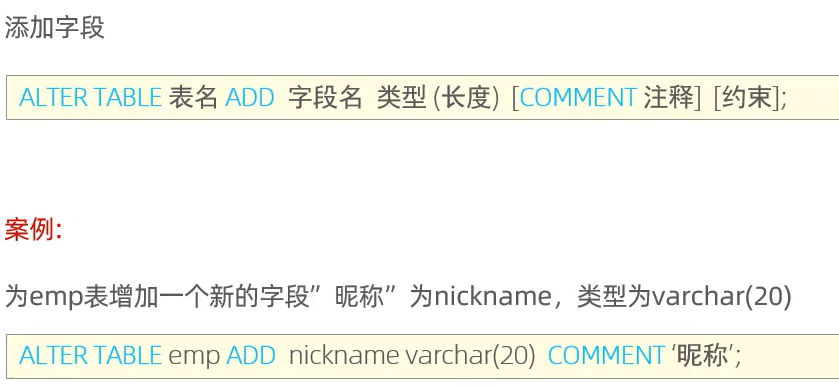 添加字段
ALTER TABLE 表名 ADD 字段名 类型 (长度) [COMMENT 注释] [约束];
案例:
为emp表增加一个新的字段”昵称”为nickname，类型为varchar(20)
ALTER TABLE emp ADD nickname varchar(20) COMMENT ‘昵称’;